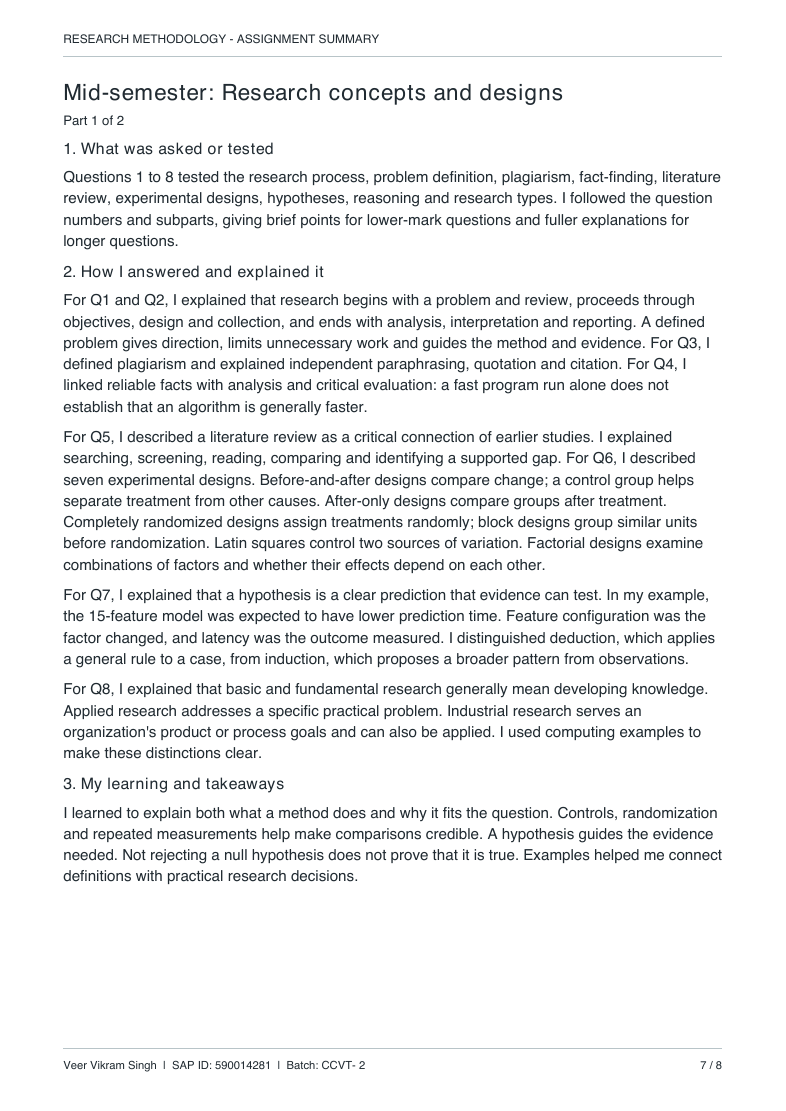 RESEARCH METHODOLOGY - ASSIGNMENT SUMMARY
Mid-semester: Research concepts and designs
Part 1 of 2
1. What was asked or tested
Questions 1 to 8 tested the research process, problem definition, plagiarism, fact-finding, literature
review, experimental designs, hypotheses, reasoning and research types. I followed the question
numbers and subparts, giving brief points for lower-mark questions and fuller explanations for
longer questions.
2. How I answered and explained it
For Q1 and Q2, I explained that research begins with a problem and review, proceeds through
objectives, design and collection, and ends with analysis, interpretation and reporting. A defined
problem gives direction, limits unnecessary work and guides the method and evidence. For Q3, I
defined plagiarism and explained independent paraphrasing, quotation and citation. For Q4, I
linked reliable facts with analysis and critical evaluation: a fast program run alone does not
establish that an algorithm is generally faster.
For Q5, I described a literature review as a critical connection of earlier studies. I explained
searching, screening, reading, comparing and identifying a supported gap. For Q6, I described
seven experimental designs. Before-and-after designs compare change; a control group helps
separate treatment from other causes. After-only designs compare groups after treatment.
Completely randomized designs assign treatments randomly; block designs group similar units
before randomization. Latin squares control two sources of variation. Factorial designs examine
combinations of factors and whether their effects depend on each other.
For Q7, I explained that a hypothesis is a clear prediction that evidence can test. In my example,
the 15-feature model was expected to have lower prediction time. Feature configuration was the
factor changed, and latency was the outcome measured. I distinguished deduction, which applies
a general rule to a case, from induction, which proposes a broader pattern from observations.
For Q8, I explained that basic and fundamental research generally mean developing knowledge.
Applied research addresses a specific practical problem. Industrial research serves an
organization's product or process goals and can also be applied. I used computing examples to
make these distinctions clear.
3. My learning and takeaways
I learned to explain both what a method does and why it fits the question. Controls, randomization
and repeated measurements help make comparisons credible. A hypothesis guides the evidence
needed. Not rejecting a null hypothesis does not prove that it is true. Examples helped me connect
definitions with practical research decisions.
Veer Vikram Singh | SAP ID: 590014281 | Batch: CCVT- 2
7 / 8